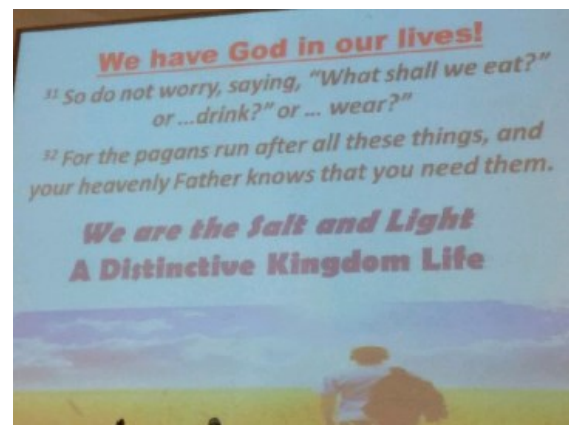 We have God in our lives!
31 So do not worry, saying, “What shall we eat?”
or ...drink?” or ... wear?”
32 For the pagans run after all these things, and
your heavenly Father knows that you need them.
We are the Salt and Light
A Distinctive Kingdom Life